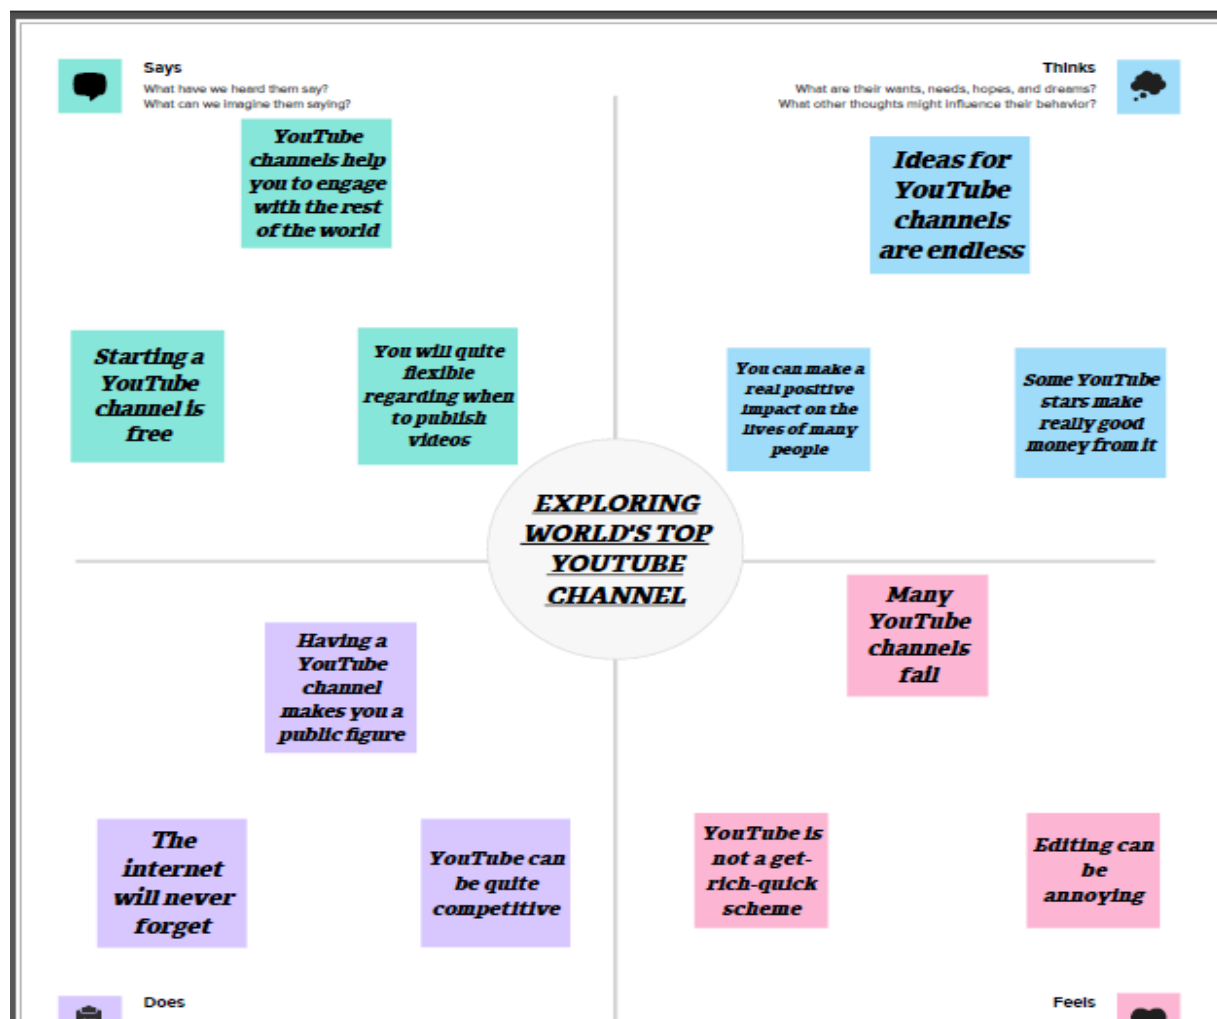 Says
What have we heard them say?
What can we imagine them saying?
YouTube
channels help
you to engage
with the rest
of the world
Starting a
YouTube
channel is
free
You will quite
flexible
regarding when
to publish
videos
Thinks
What are their wants, needs, hopes, and dreams?
What other thoughts might influence their behavior?
Ideas for
YouTube
channels
are endless
You can make a
real positive
impact on the
lives of many
people
Some YouTube
stars make
really good
money from it
EXPLORING
WORLD'S TOP
YOUTUBE
CHANNEL
Having a
YouTube
channel
makes you a
public figure
The
internet
will never
forget
YouTube can
be quite
competitive
Does
Many
YouTube
channels
fail
YouTube is
not a get-
rich-quick
scheme
Editing can
be
annoying
Feels